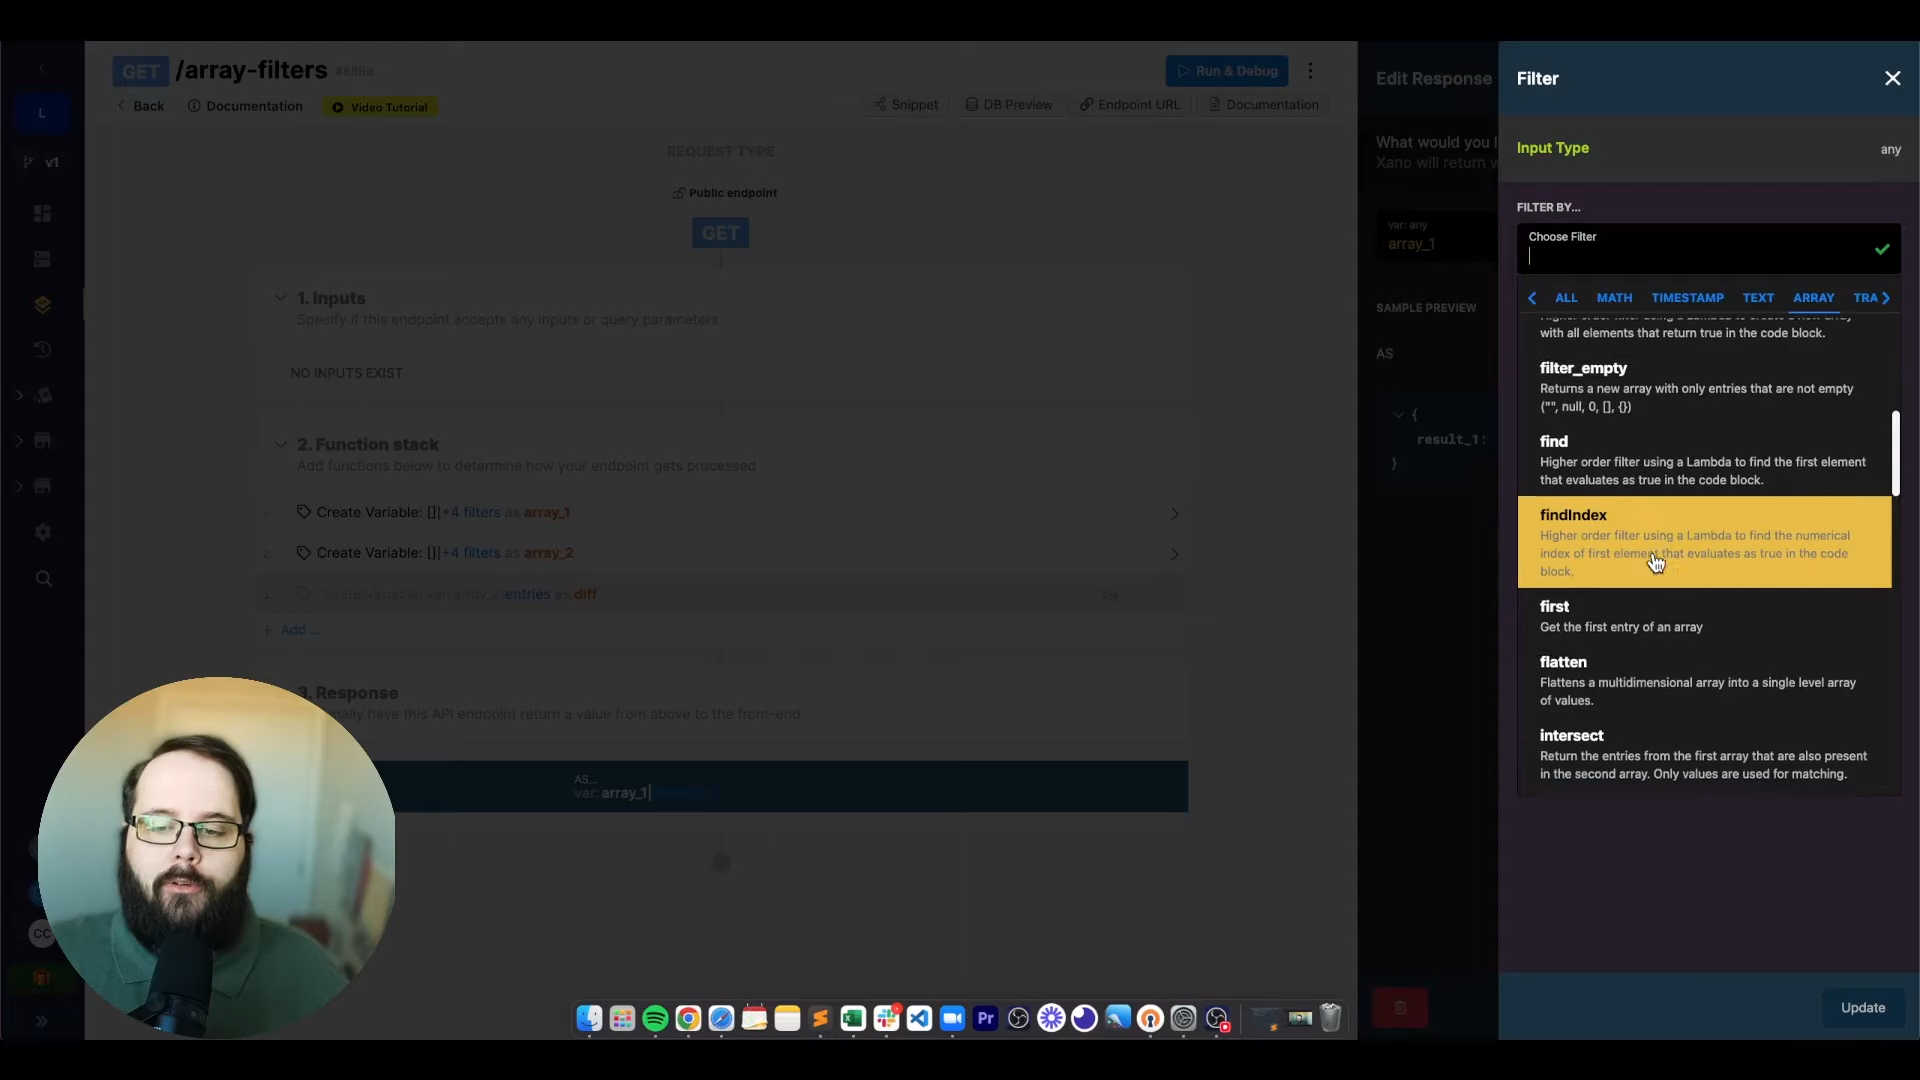 GET /array-filters #8889
Run & Debug
Back
Documentation
Video Tutorial
Snippet
DB Preview
Endpoint URL
Documentation
L
v1
REQUEST TYPE
Public endpoint
GET
1. Inputs
Specify if this endpoint accepts any inputs or query parameters
NO INPUTS EXIST
2. Function stack
Add functions below to determine how your endpoint gets processed
Create Variable: []|+4 filters as array_1
2 Create Variable: []|+4 filters as array_2
3 entries as diff
+ Add ...
3. Response
have this API endpoint return a value from above to the front-end
AS...
var: array_1|
CC
Edit Response
What would you l
Xano will return w
var: any
array_1
SAMPLE PREVIEW
AS
{
result_1:
}
Filter
Input Type
any
FILTER BY...
Choose Filter
ALL MATH TIMESTAMP TEXT ARRAY TRA
with all elements that return true in the code block.
filter_empty
Returns a new array with only entries that are not empty
("", null, 0, [], {})
find
Higher order filter using a Lambda to find the first element
that evaluates as true in the code block.
findIndex
Higher order filter using a Lambda to find the numerical
index of first element that evaluates as true in the code
block.
first
Get the first entry of an array
flatten
Flattens a multidimensional array into a single level array
of values.
intersect
Return the entries from the first array that are also present
in the second array. Only values are used for matching.
Update
Pr